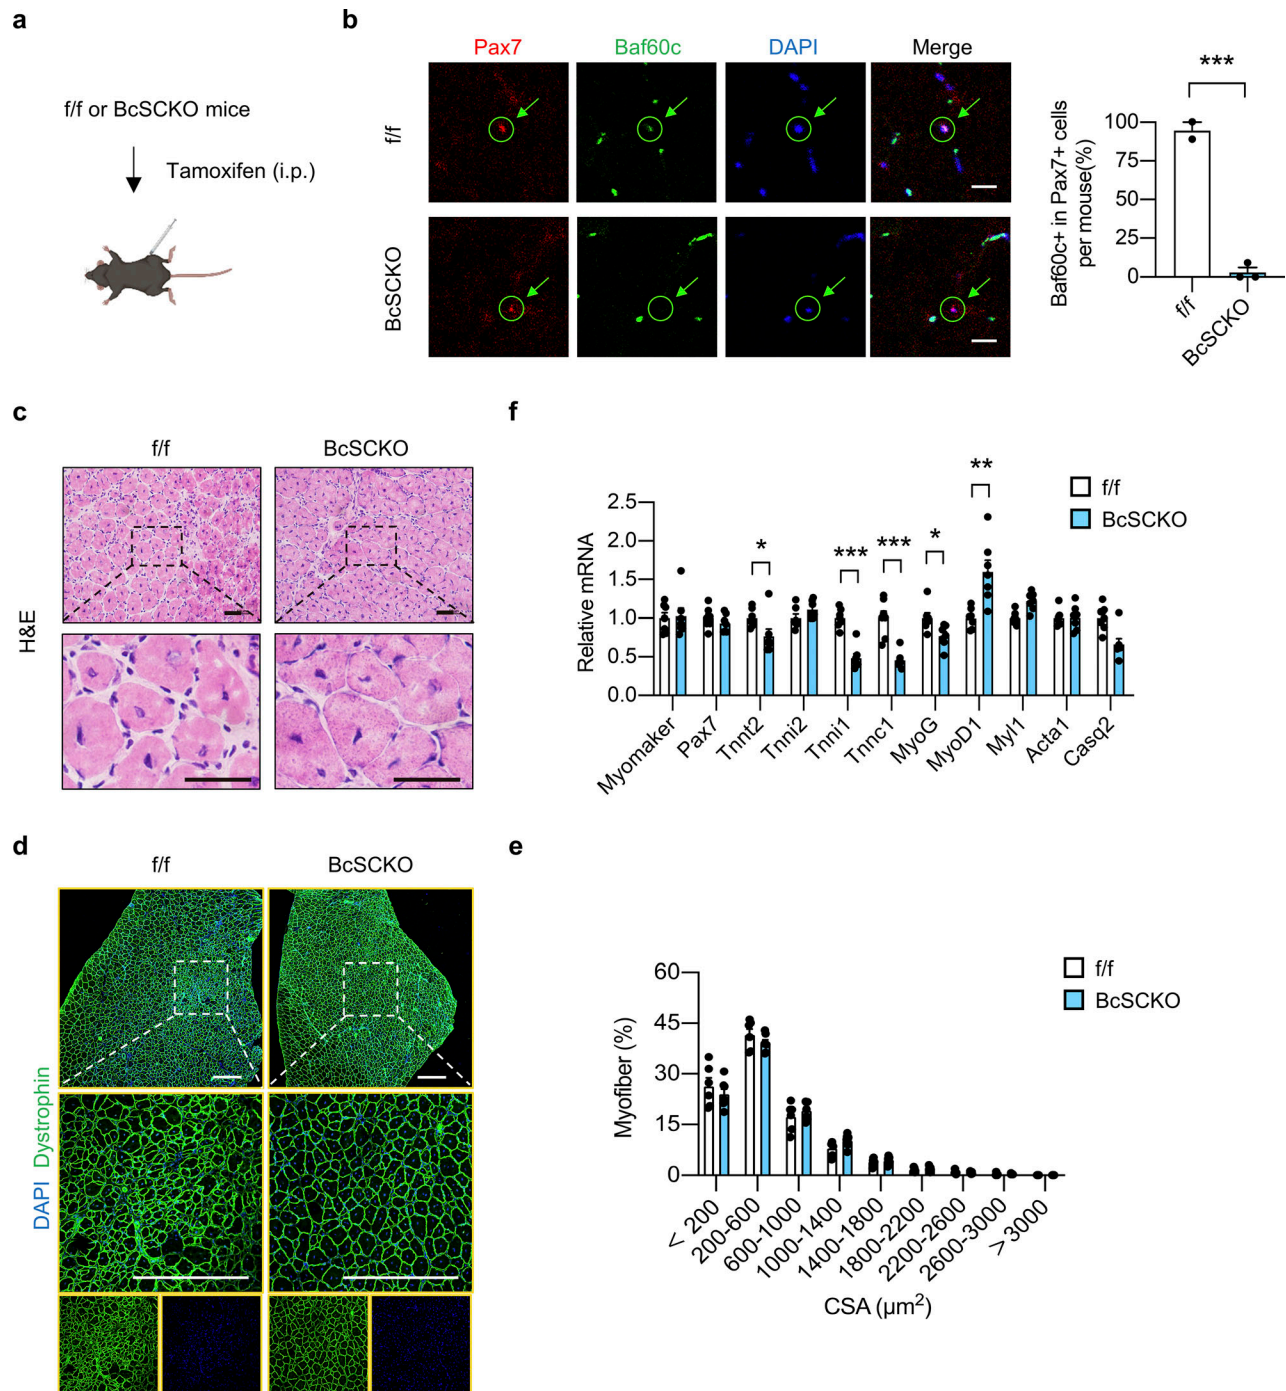 a
f/f or BcSCKO mice
Tamoxifen (i.p.)
b
Pax7 Baf60c DAPI Merge
f/f
BcSCKO
***
Baf60c+ in Pax7+ cells
per mouse(%)
100
75
50
25
0
f/f
BcSCKO
c
f/f BcSCKO
H&E
f
f/f
BcSCKO
Relative mRNA
2.5
2.0
1.5
1.0
0.5
0.0
* *** *** * **
Myomaker
Pax7
Tnnt2
Tnni2
Tnni1
Tnnc1
MyoG
MyoD1
Myl1
Acta1
Casq2
d
f/f BcSCKO
DAPI Dystrophin
e
f/f
BcSCKO
Myofiber (%)
60
45
30
15
0
< 200
200-600
600-1000
1000-1400
1400-1800
1800-2200
2200-2600
2600-3000
> 3000
CSA (µm²)